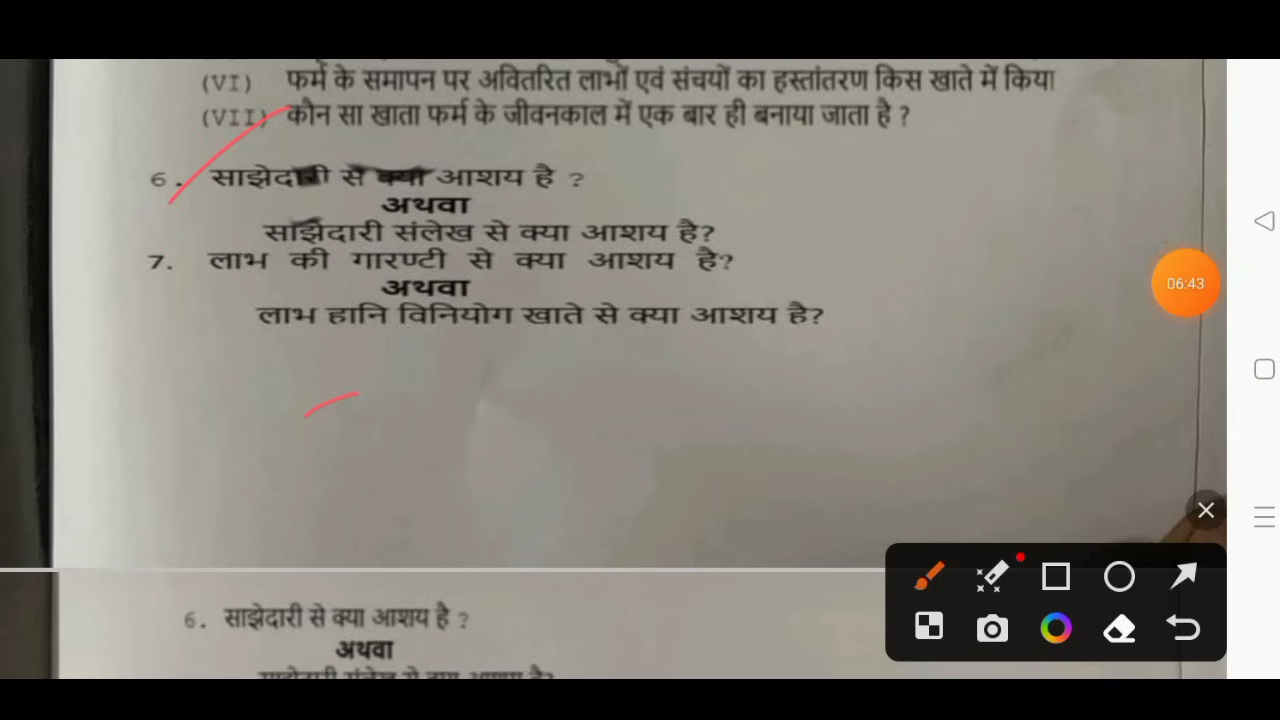 (VI) फर्म के समापन पर अवितरित लाभों एवं संचयों का हस्तांतरण किस खाते में किया
(VII) कौन सा खाता फर्म के जीवनकाल में एक बार ही बनाया जाता है ?
6. साझेदारी से क्या आशय है ?
अथवा
साझेदारी संलेख से क्या आशय है?
7. लाभ की गारण्टी से क्या आशय है?
अथवा
लाभ हानि विनियोग खाते से क्या आशय है?
06:43
6. साझेदारी से क्या आशय है ?
अथवा
साझेदारी संलेख से क्या आशय है?